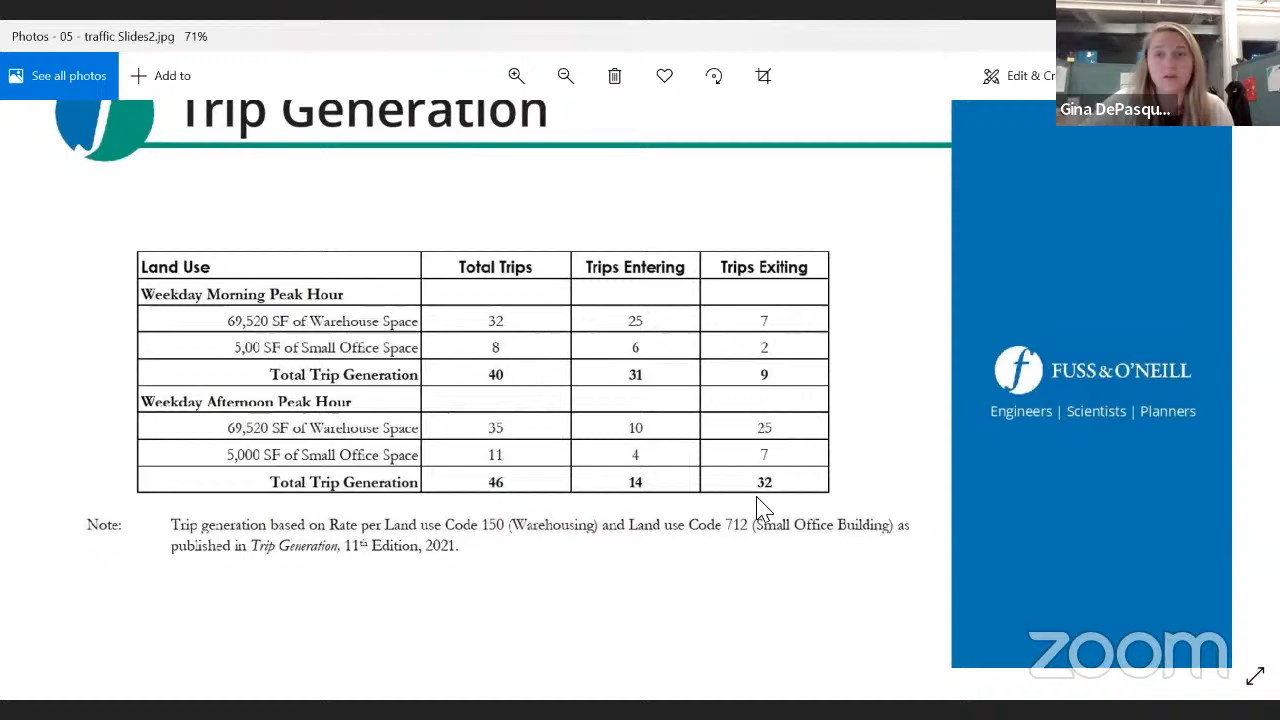 Photos - 05 - traffic Slides2.jpg 71%
See all photos
Add to
Edit & Cr
Gina DePasqu...
Trip Generation
Land Use Total Trips Trips Entering Trips Exiting
Weekday Morning Peak Hour
69,520 SF of Warehouse Space 32 25 7
5,00 SF of Small Office Space 8 6 2
Total Trip Generation 40 31 9
Weekday Afternoon Peak Hour
69,520 SF of Warehouse Space 35 10 25
5,000 SF of Small Office Space 11 4 7
Total Trip Generation 46 14 32
Note: Trip generation based on Rate per Land use Code 150 (Warehousing) and Land use Code 712 (Small Office Building) as
published in Trip Generation, 11th Edition, 2021.
f FUSS & O'NEILL
Engineers | Scientists | Planners
zoom